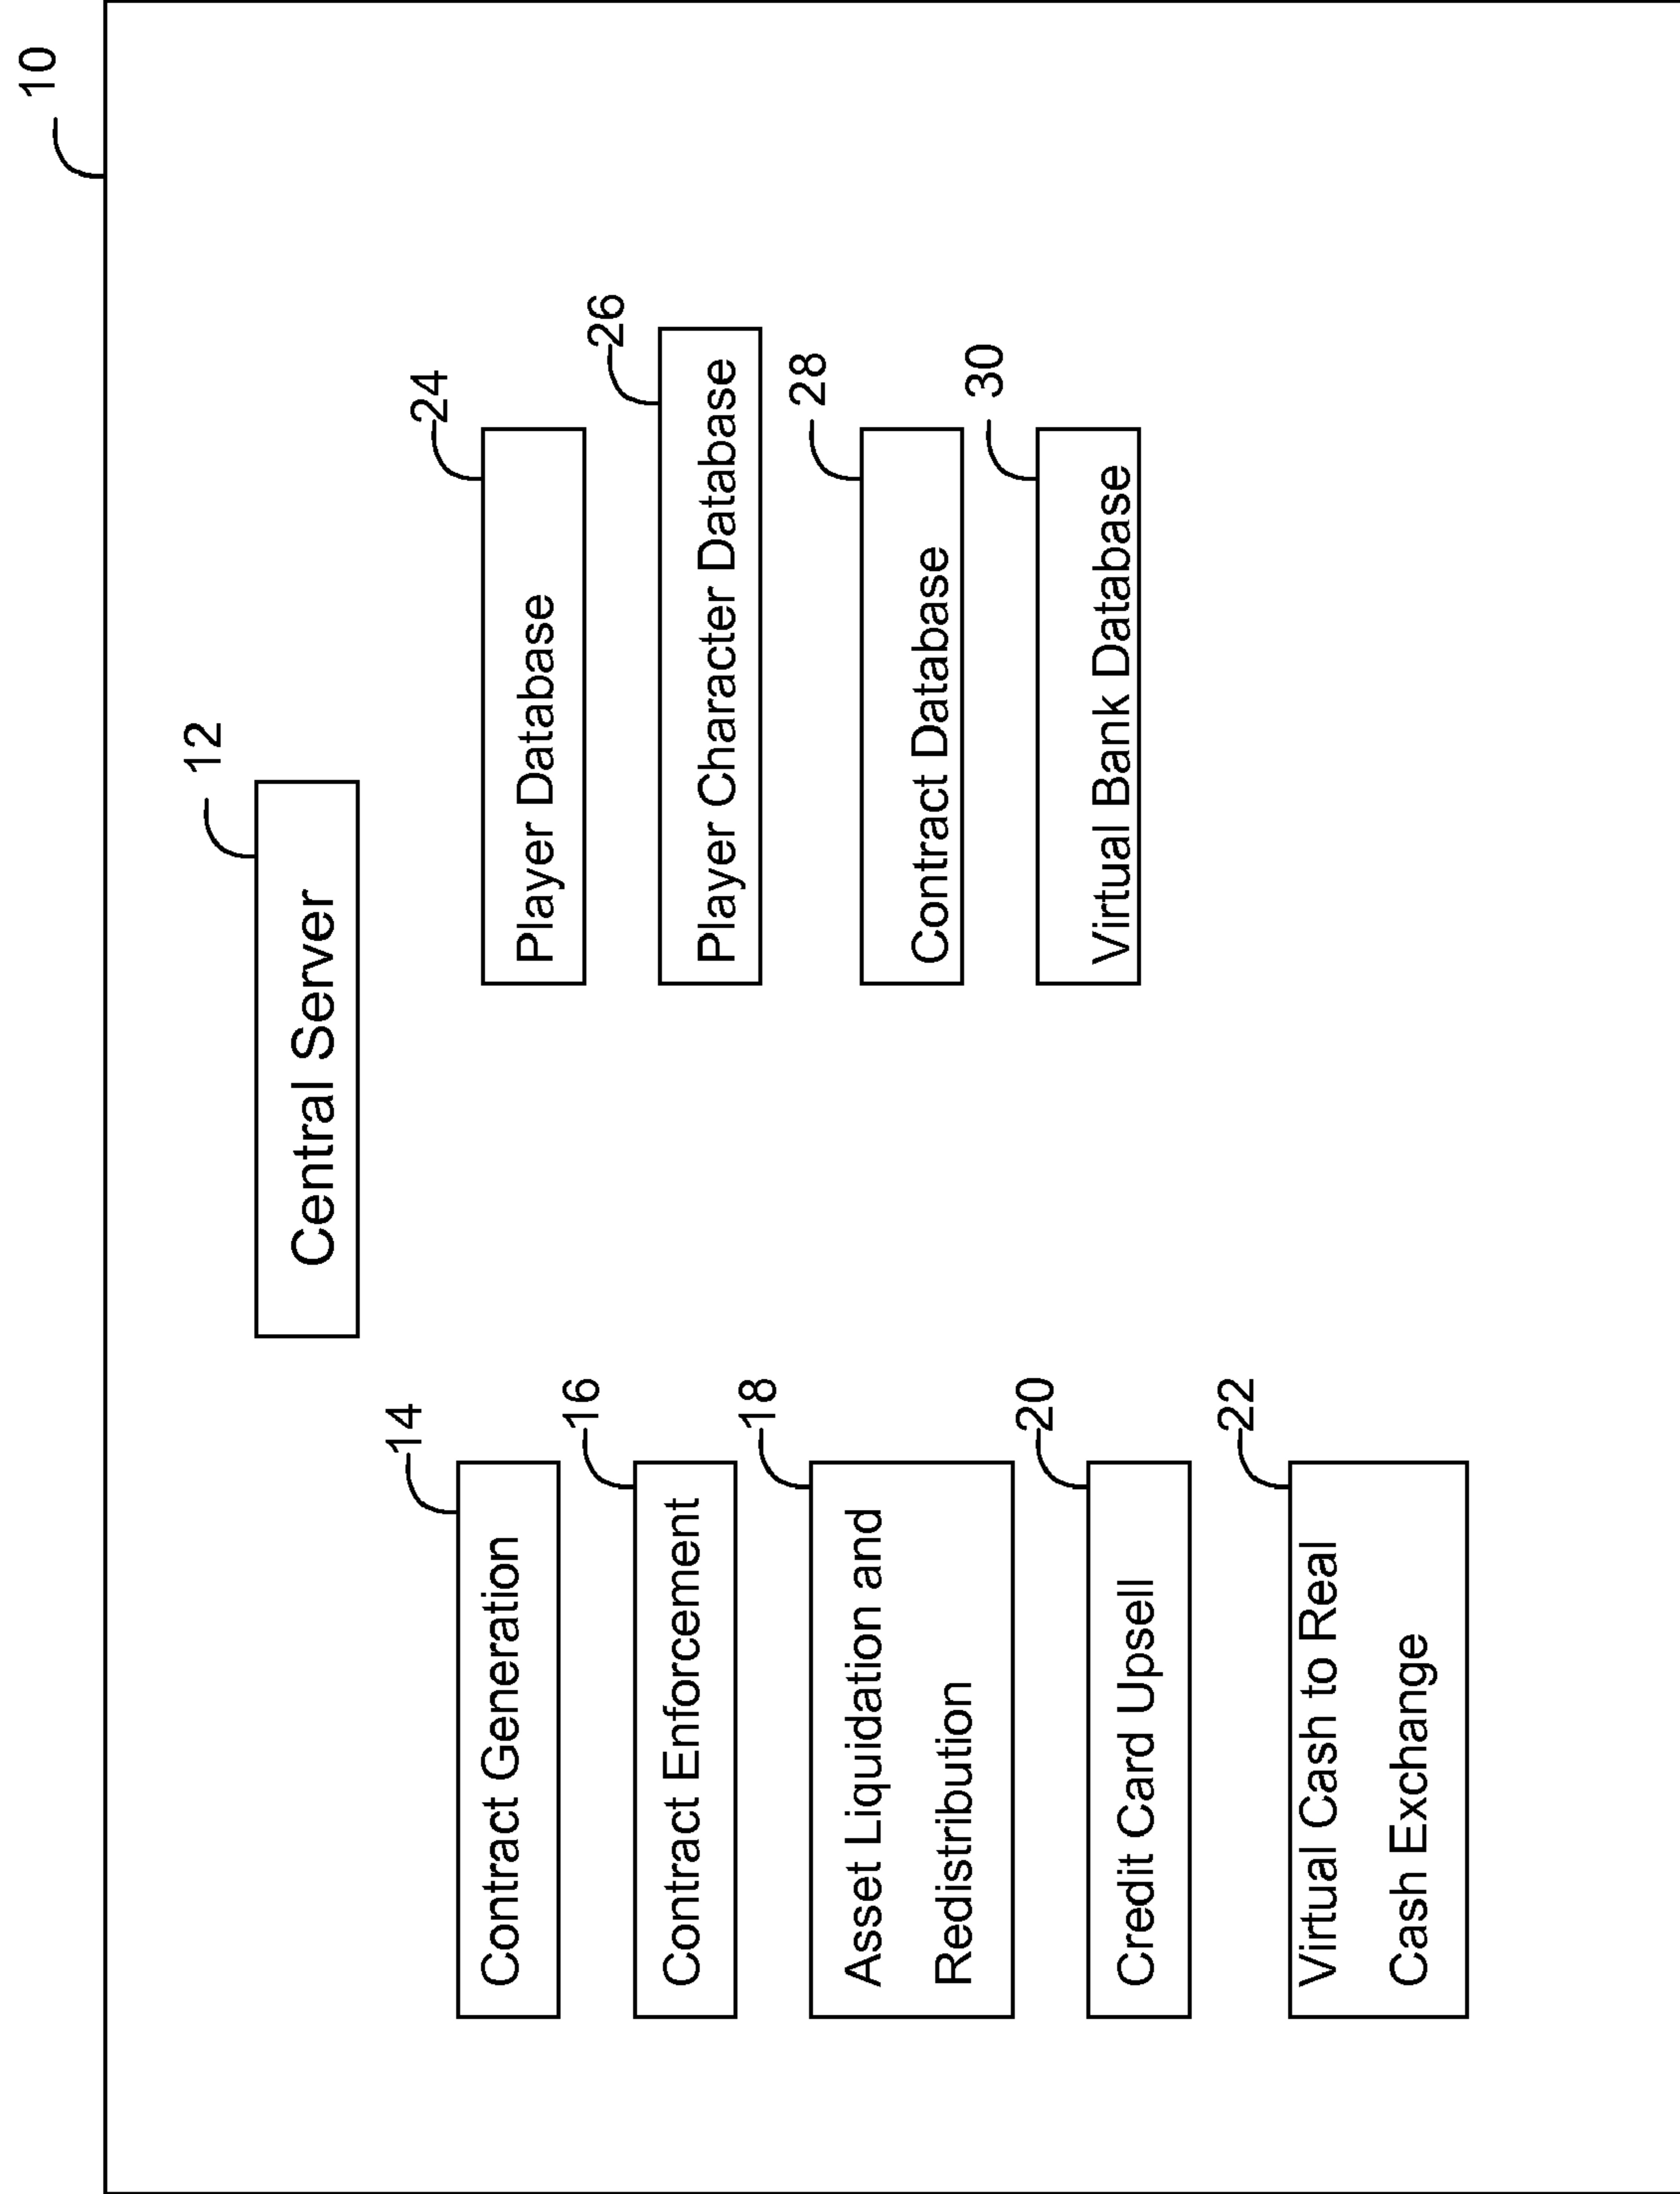 10
12
Central Server
14
Contract Generation
16
Contract Enforcement
18
Asset Liquidation and
Redistribution
20
Credit Card Upsell
22
Virtual Cash to Real
Cash Exchange
24
Player Database
26
Player Character Database
28
Contract Database
30
Virtual Bank Database